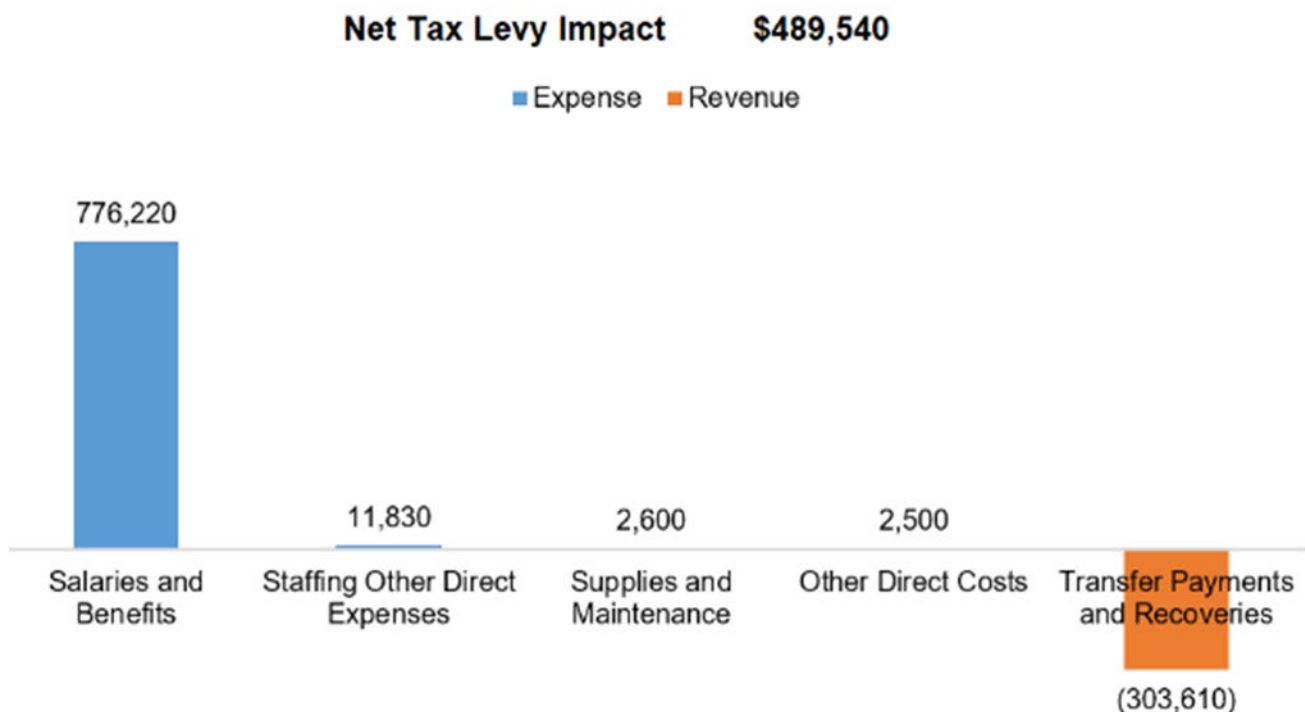 Net Tax Levy Impact $489,540
Expense Revenue
776,220
11,830
2,600
2,500
Salaries and
Benefits
Staffing Other Direct
Expenses
Supplies and
Maintenance
Other Direct Costs
Transfer Payments
and Recoveries
(303,610)